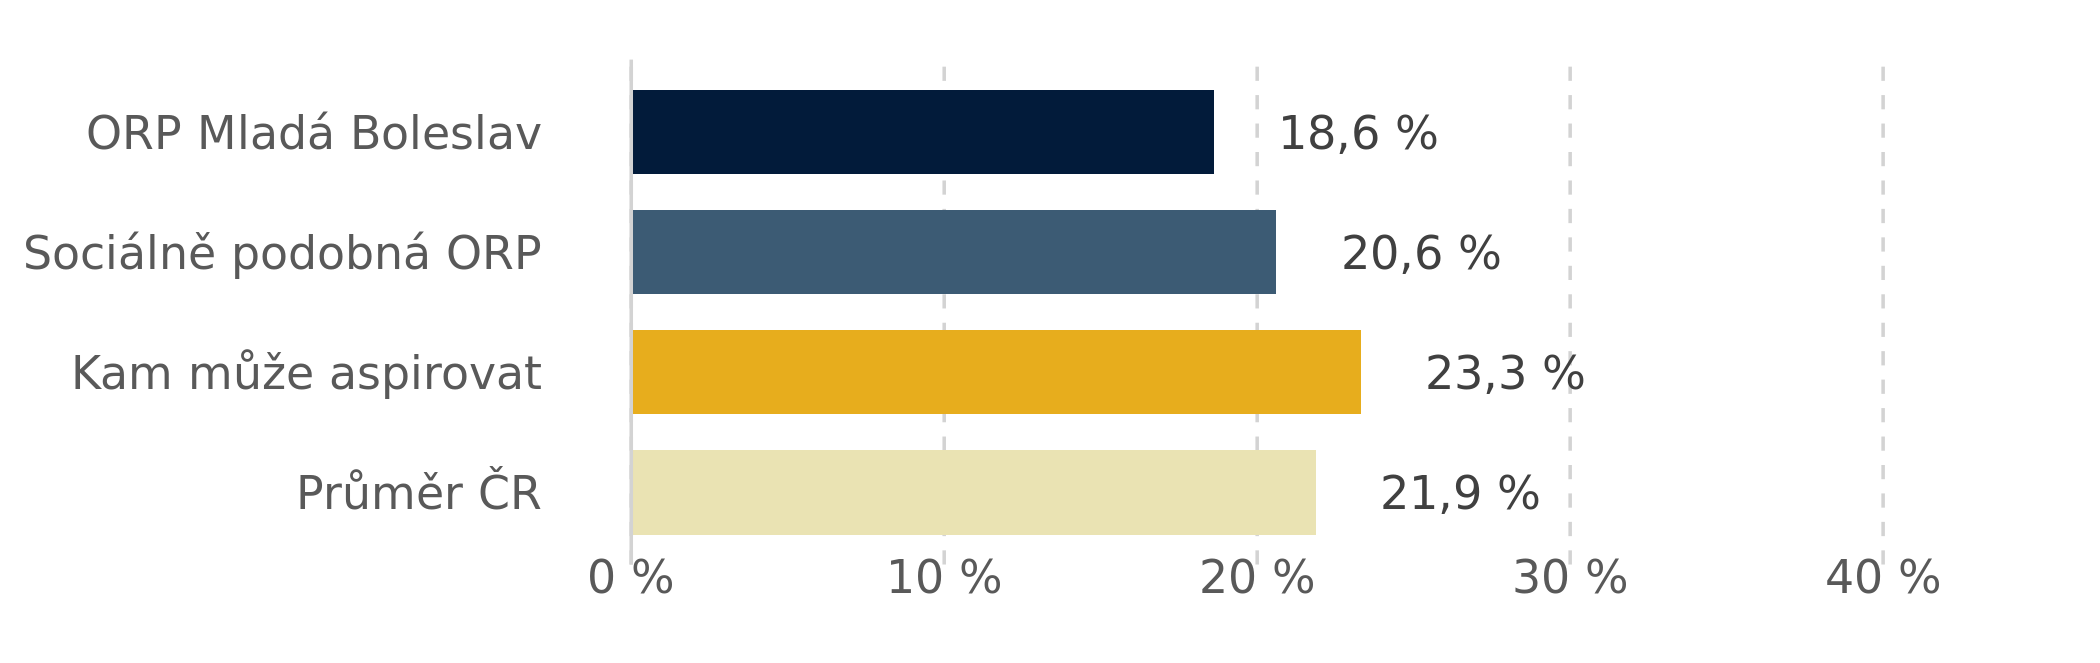 ORP Mladá Boleslav 18,6 %
Sociálně podobná ORP 20,6 %
Kam může aspirovat 23,3 %
Průměr ČR 21,9 %
0 % 10 % 20 % 30 % 40 %